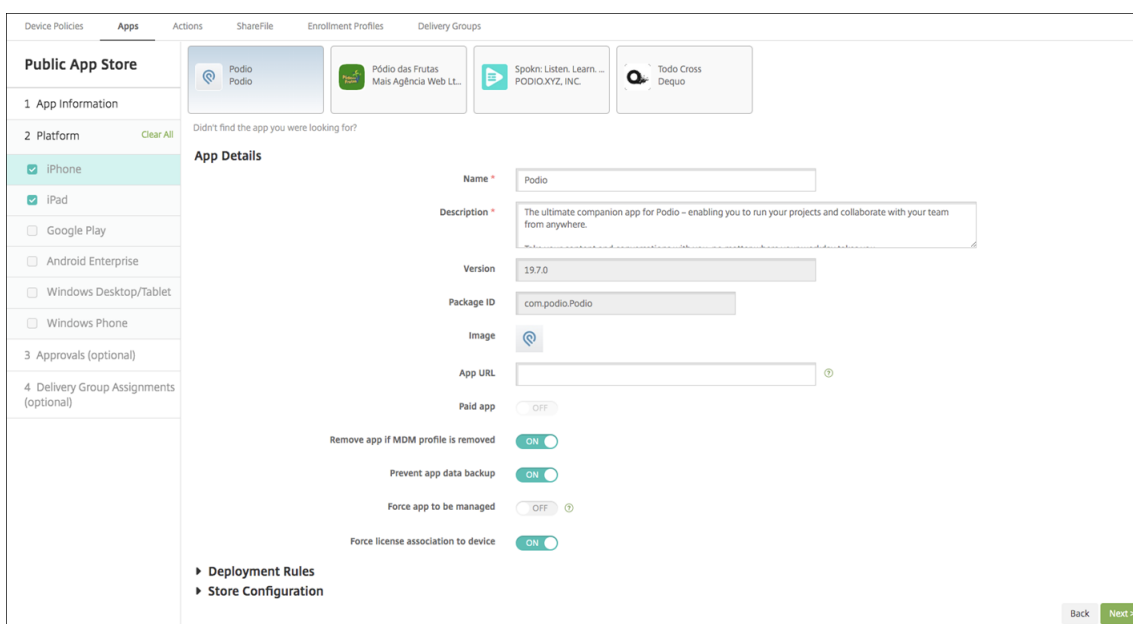 Device Policies
Apps
Actions
ShareFile
Enrollment Profiles
Delivery Groups
Public App Store
1 App Information
2 Platform
Clear All
iPhone
iPad
Google Play
Android Enterprise
Windows Desktop/Tablet
Windows Phone
3 Approvals (optional)
4 Delivery Group Assignments
(optional)
Podio
Podio
Pódio das Frutas
Mais Agência Web Lt...
Spokn: Listen. Learn. ...
PODIO.XYZ, INC.
Todo Cross
Dequo
Didn't find the app you were looking for?
App Details
Name *
Podio
Description *
The ultimate companion app for Podio – enabling you to run your projects and collaborate with your team
from anywhere.
Version
19.7.0
Package ID
com.podio.Podio
Image
App URL
Paid app
OFF
Remove app if MDM profile is removed
ON
Prevent app data backup
ON
Force app to be managed
OFF
Force license association to device
ON
Deployment Rules
Store Configuration
Back
Next >